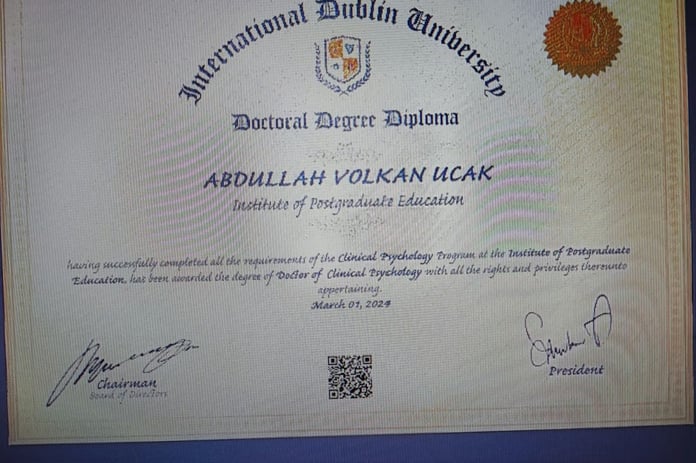 International Dublin University
Doctoral Degree Diploma
ABDULLAH VOLKAN UCAK
Institute of Postgraduate Education
having successfully completed all the requirements of the Clinical Psychology Program at the Institute of Postgraduate
Education, has been awarded the degree of Doctor of Clinical Psychology with all the rights and privileges thereunto
appertaining.
March 01, 2024
Chairman
Board of Directors
President